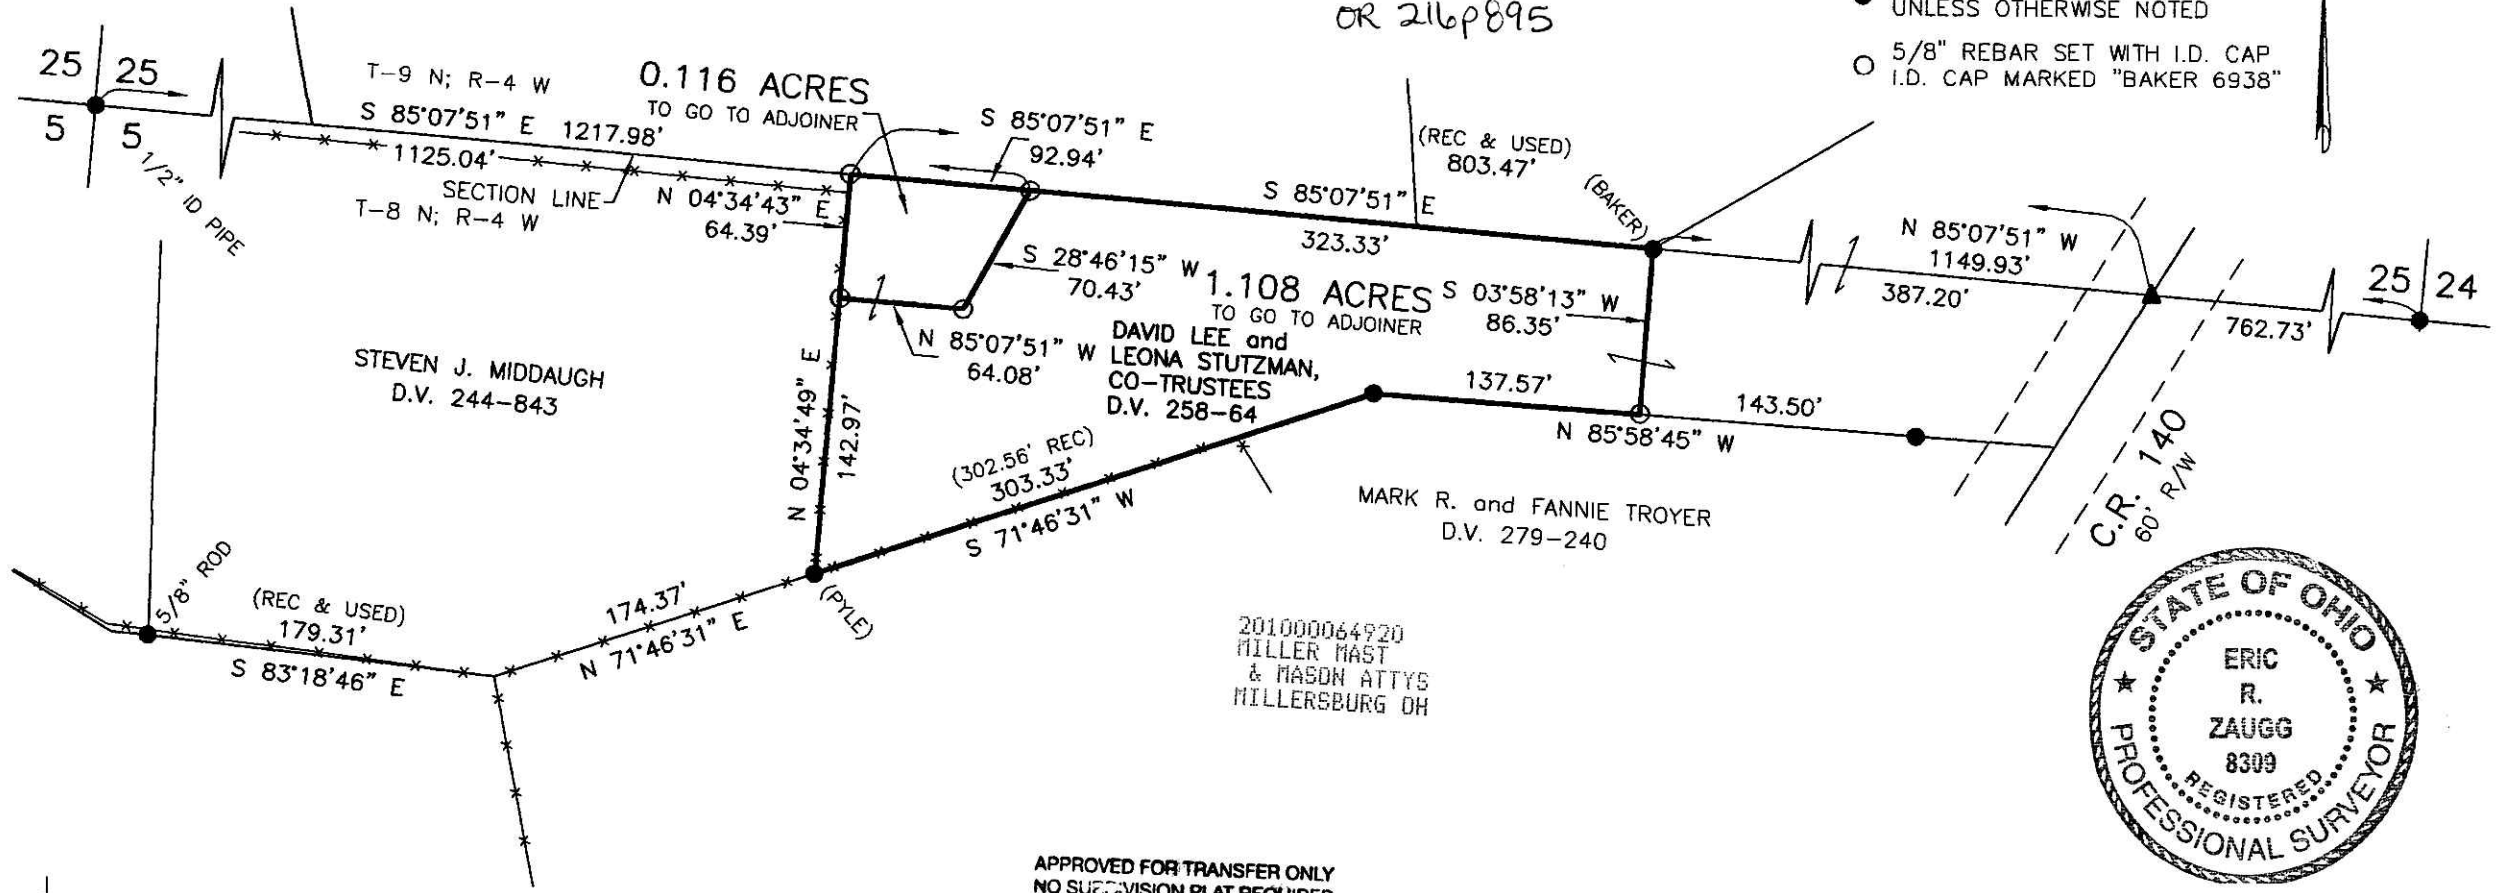 OR 216p895
UNLESS OTHERWISE NOTED
5/8" REBAR SET WITH I.D. CAP
I.D. CAP MARKED "BAKER 6938"
25 25
5 5
1/2" ID PIPE
T-9 N; R-4 W
S 85°07'51" E 1217.98'
1125.04'
SECTION LINE
T-8 N; R-4 W
0.116 ACRES
TO GO TO ADJOINER
S 85°07'51" E
92.94'
N 04°34'43" E
64.39'
(REC & USED)
803.47'
(BAKER)
S 85°07'51" E
323.33'
S 28°46'15" W
70.43'
1.108 ACRES
TO GO TO ADJOINER
S 03°58'13" W
86.35'
N 85°07'51" W
1149.93'
387.20'
25 24
762.73'
N 85°07'51" W
64.08'
DAVID LEE and
LEONA STUTZMAN,
CO-TRUSTEES
D.V. 258-64
STEVEN J. MIDDAUGH
D.V. 244-843
N 04°34'49" E
142.97'
137.57'
143.50'
N 85°58'45" W
(302.56' REC)
303.33'
S 71°46'31" W
MARK R. and FANNIE TROYER
D.V. 279-240
C.R. 140
60' R/W
5/8" ROD
(REC & USED)
179.31'
S 83°18'46" E
174.37'
N 71°46'31" E
(PYLE)
201000064920
MILLER MAST
& MASON ATTYS
MILLERSBURG OH
STATE OF OHIO
ERIC
R.
ZAUGG
8309
REGISTERED
PROFESSIONAL SURVEYOR
APPROVED FOR TRANSFER ONLY
NO SUBDIVISION PLAT REQUIRED